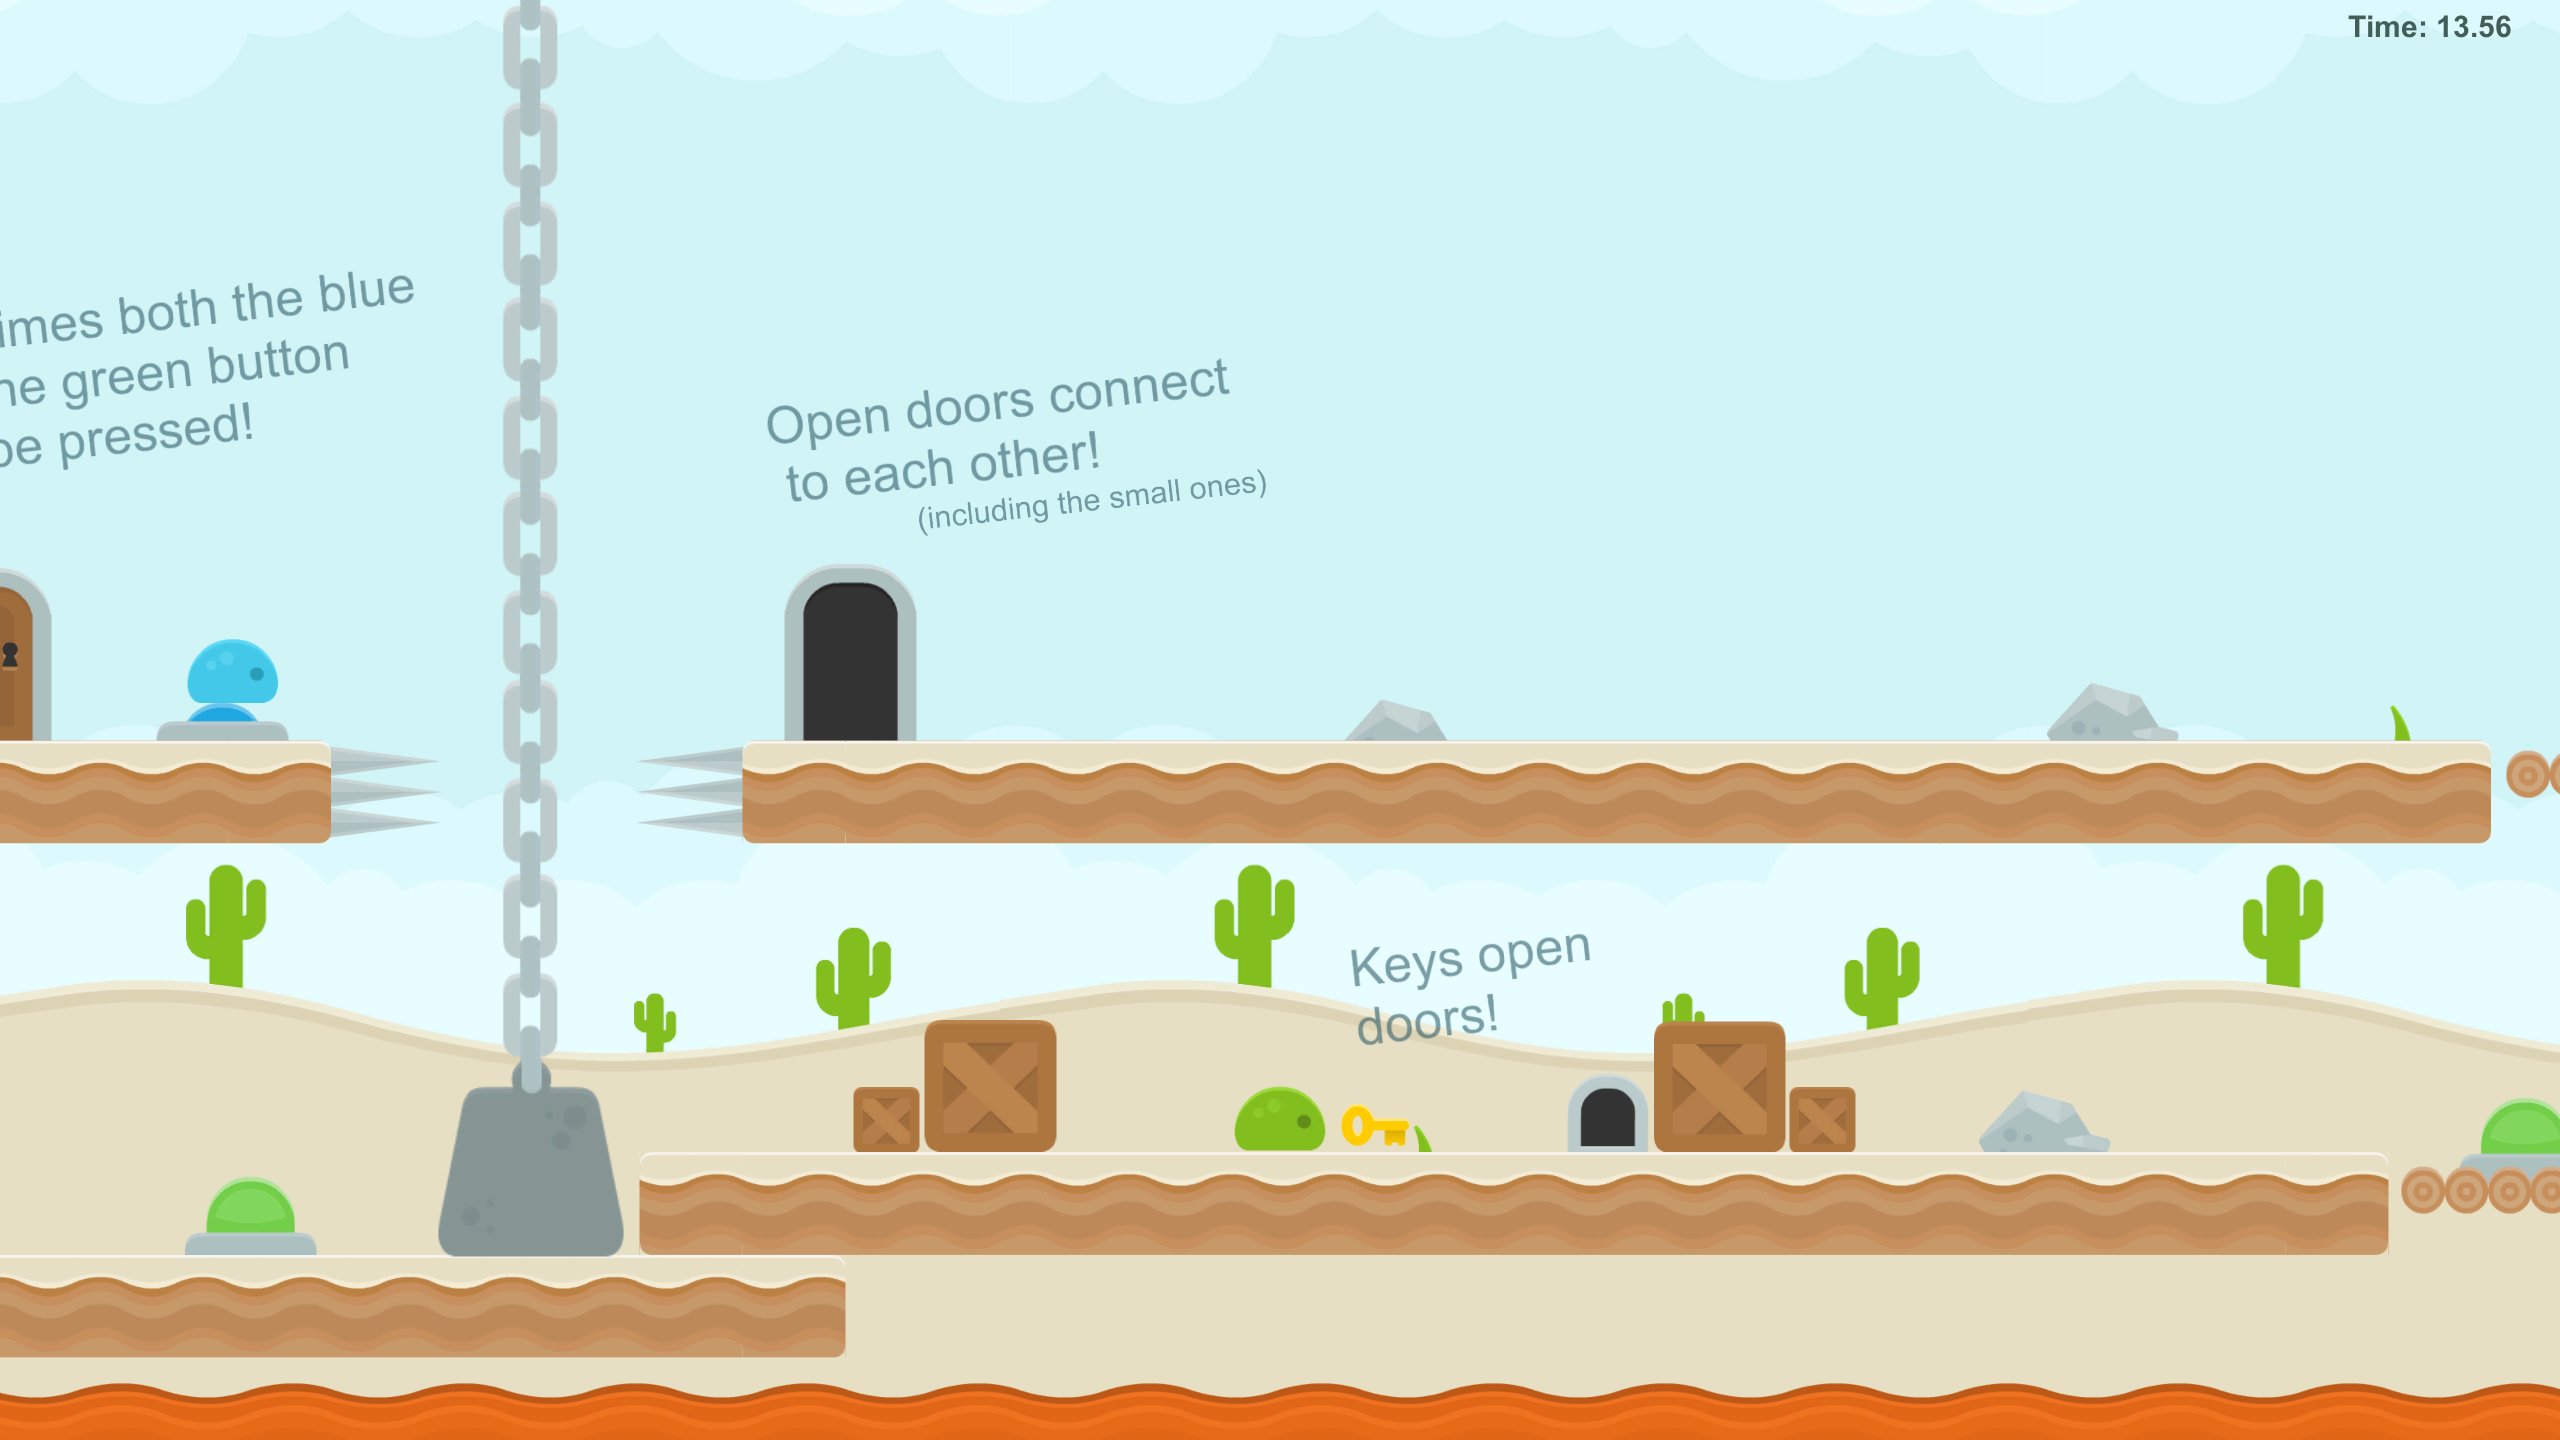 Time: 13.56
imes both the blue
he green button
be pressed!
Open doors connect
to each other!
(including the small ones)
Keys open
doors!